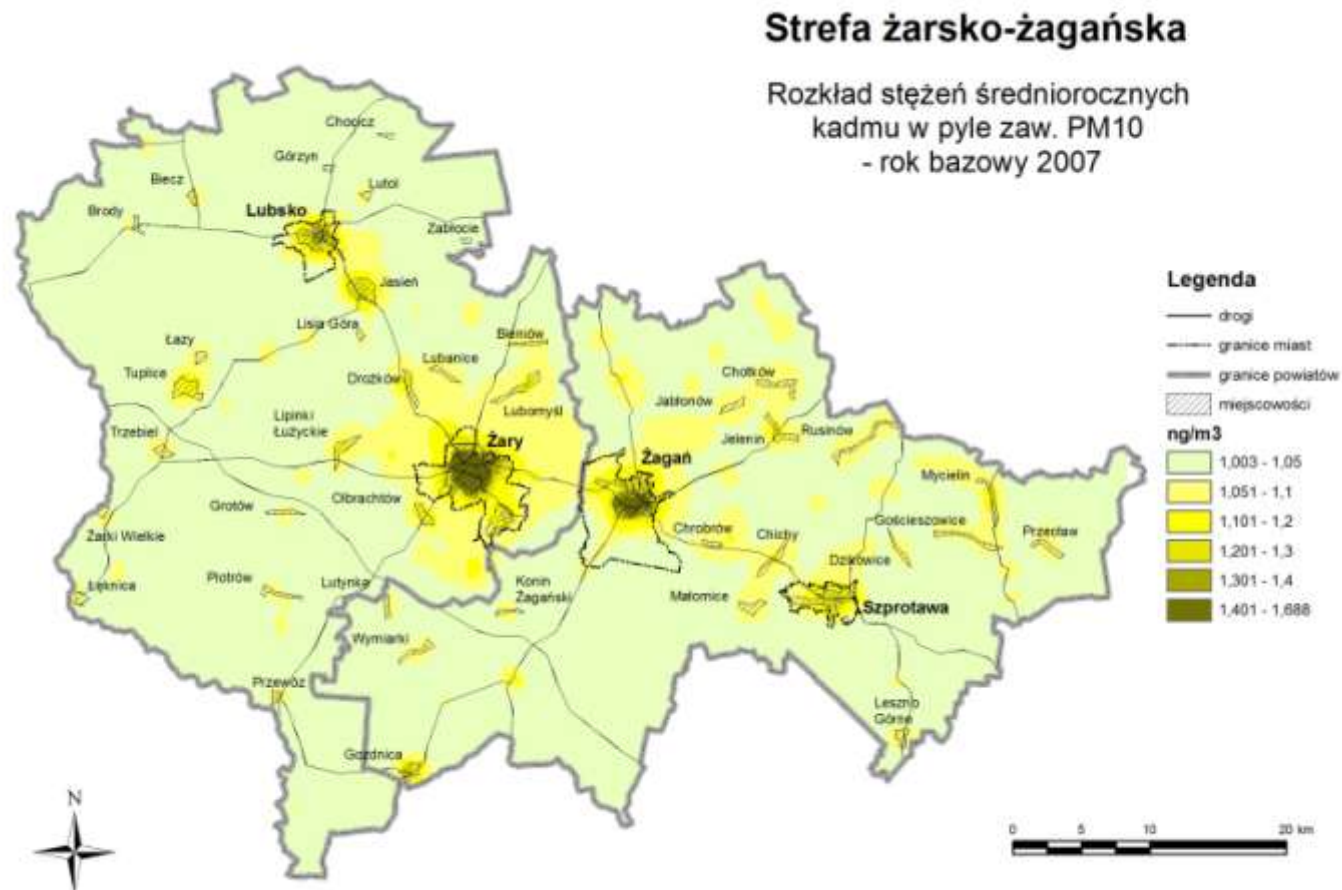 Strefa żarsko-żagańska
Rozkład stężeń średniorocznych
kadmu w pyle zaw. PM10
- rok bazowy 2007
Chocicz
Górzyn
Biecz
Lutol
Brody
Lubsko
Zabłocie
Jasień
Lisia Góra
Bieniów
Łazy
Lubanice
Tuplice
Drożków
Chotków
Lubomyśl
Jabłonów
Lipinki
Łużyckie
Trzebiel
Żary
Jelenin
Rusinów
Żagań
Mycielin
Olbrachtów
Grotów
Chrobrów
Chichy
Gościeszowice
Przecław
Żarki Wielkie
Dzikowice
Łęknica
Piotrów
Lutynka
Konin
Żagański
Małomice
Szprotawa
Wymiarki
Przewóz
Leszno
Górne
Gozdnica
Legenda
drogi
granice miast
granice powiatów
miejscowości
ng/m3
1,003 - 1,05
1,051 - 1,1
1,101 - 1,2
1,201 - 1,3
1,301 - 1,4
1,401 - 1,688
N
0 5 10 20 km